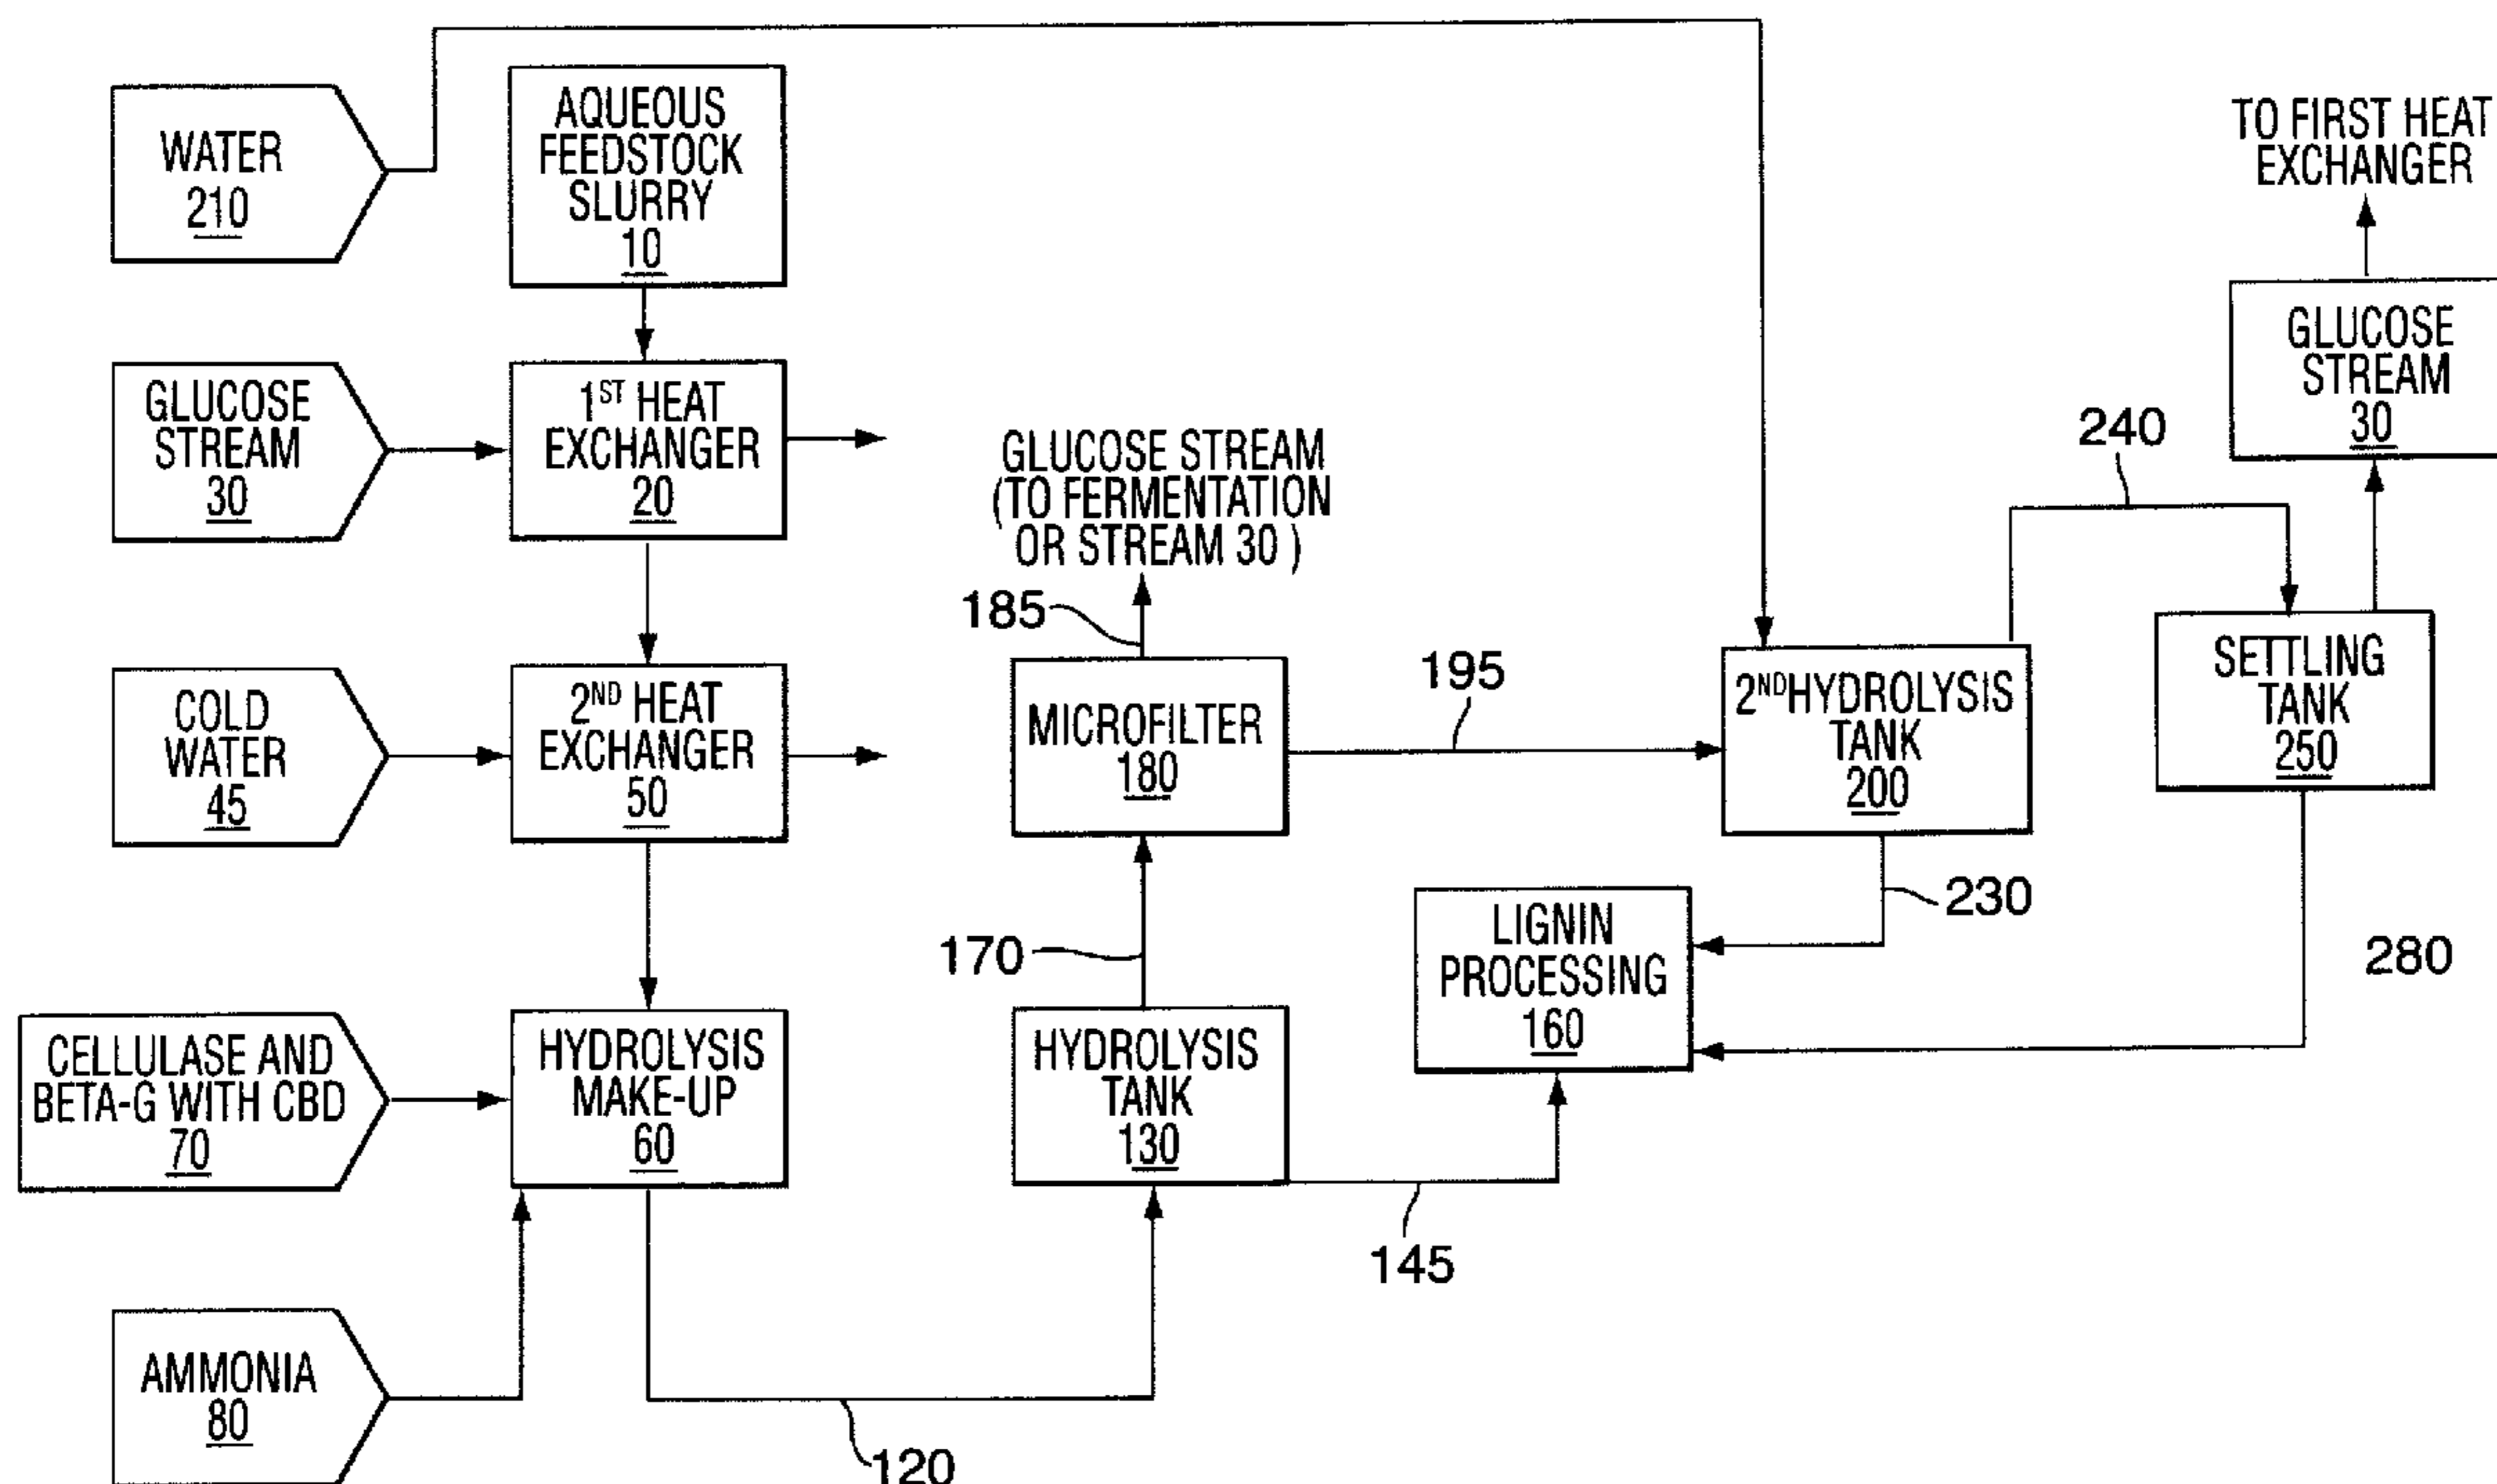 WATER
210
AQUEOUS
FEEDSTOCK
SLURRY
10
TO FIRST HEAT
EXCHANGER
GLUCOSE
STREAM
30
1ST HEAT
EXCHANGER
20
GLUCOSE STREAM
(TO FERMENTATION
OR STREAM 30 )
185
240
GLUCOSE
STREAM
30
COLD
WATER
45
2ND HEAT
EXCHANGER
50
MICROFILTER
180
195
2ND HYDROLYSIS
TANK
200
SETTLING
TANK
250
170
230
280
LIGNIN
PROCESSING
160
CELLULASE AND
BETA-G WITH CBD
70
HYDROLYSIS
MAKE-UP
60
HYDROLYSIS
TANK
130
145
AMMONIA
80
120